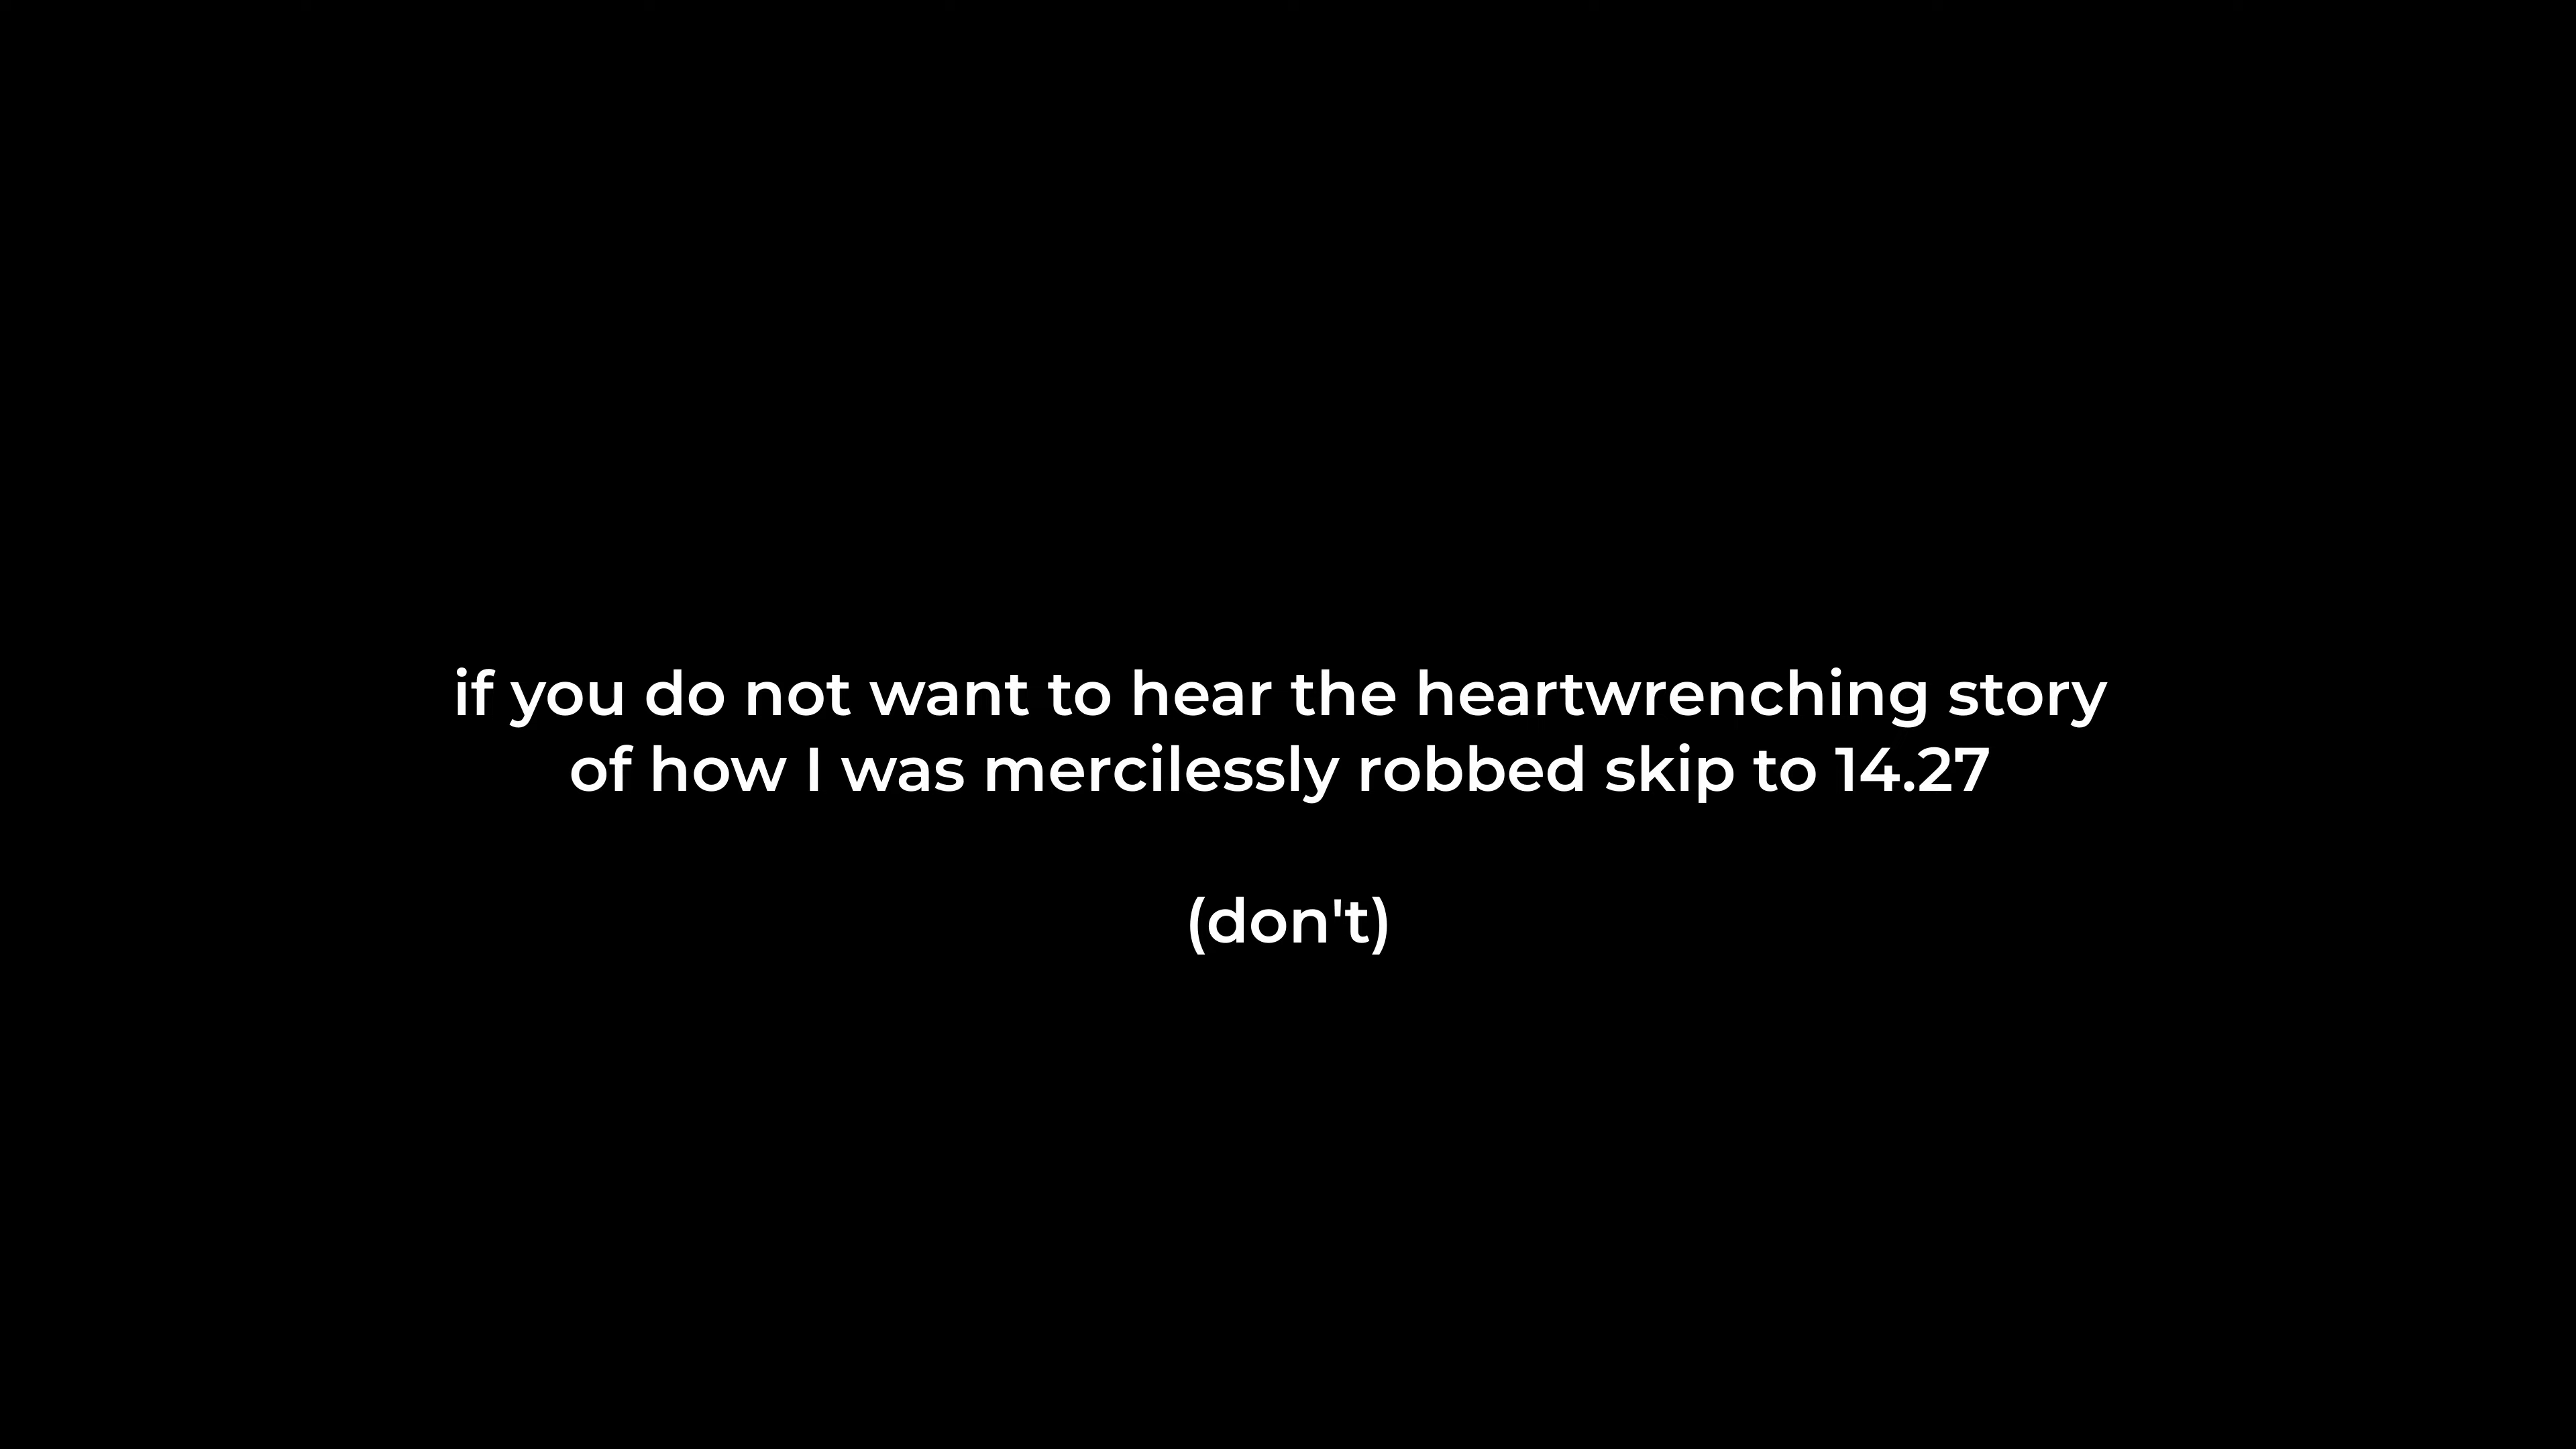 if you do not want to hear the heartwrenching story
of how I was mercilessly robbed skip to 14.27
(don't)